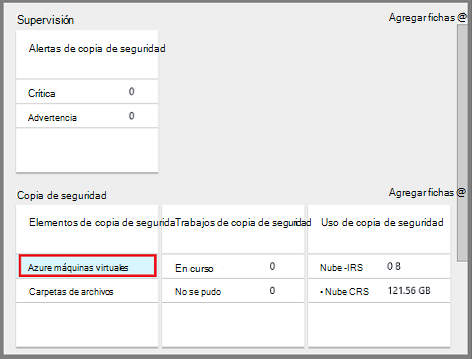 Supervisión
Agregar fichas @
Alertas de copia de seguridad
Crítica 0
Advertencia 0
Copia de seguridad
Agregar fichas @
Elementos de copia de segurida Trabajos de copia de seguridad Uso de copia de seguridad
Azure máquinas virtuales En curso 0 Nube -IRS 0 B
Carpetas de archivos No se pudo 0 • Nube CRS 121.56 GB